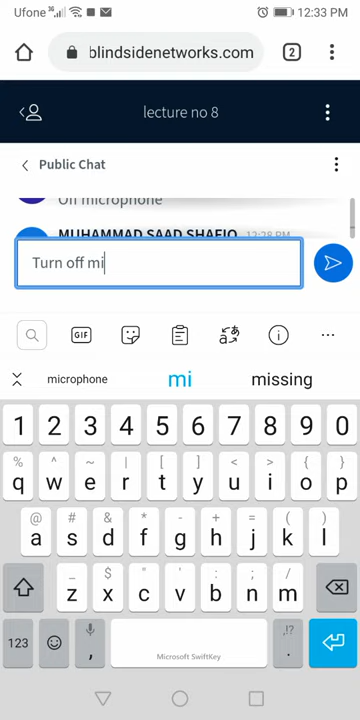 Ufone 3G 12:33 PM
blindsidenetworks.com 2
lecture no 8
Public Chat
Off microphone
MUHAMMAD SAAD SHAFIQ 12:28 PM
Turn off mi
GIF
microphone mi missing
1 2 3 4 5 6 7 8 9 0
% ^ ~ | [ ] < > { }
q w e r t y u i o p
@ # & * - + = ( )
a s d f g h j k l
_ $ " ' : ; /
z x c v b n m
123 , Microsoft SwiftKey ,!? .